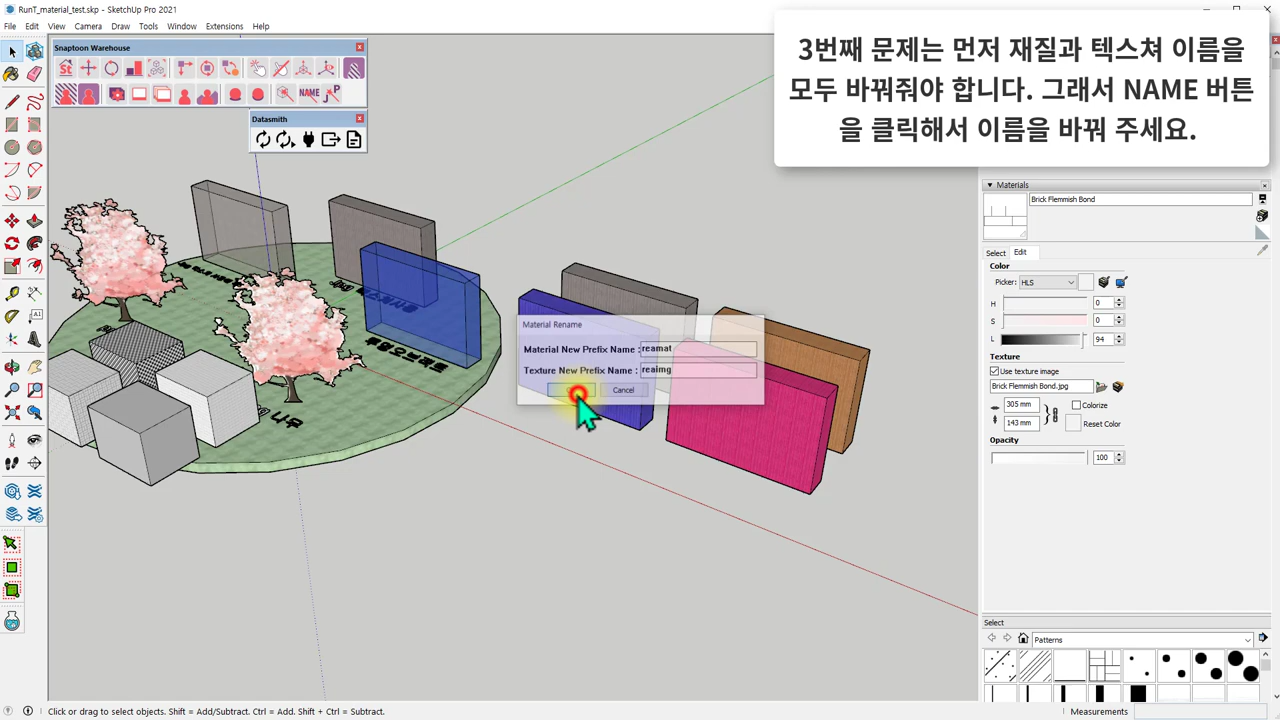 RunT_material_test.skp - SketchUp Pro 2021
File Edit View Camera Draw Tools Window Extensions Help
3번째 문제는 먼저 재질과 텍스쳐 이름을
모두 바꿔줘야 합니다. 그래서 NAME 버튼
을 클릭해서 이름을 바꿔 주세요.
Snaptoon Warehouse
NAME
Datasmith
Materials
Brick Flemmish Bond
Select Edit
Color
Picker: HLS
H 0
S 0
L 94
Texture
Use texture image
Brick Flemmish Bond.jpg
305 mm
143 mm
Colorize
Reset Color
Opacity
100
Material Rename
Material New Prefix Name : reamat
Texture New Prefix Name : reaimg
Cancel
Select
Patterns
Click or drag to select objects. Shift = Add/Subtract. Ctrl = Add. Shift + Ctrl = Subtract.
Measurements